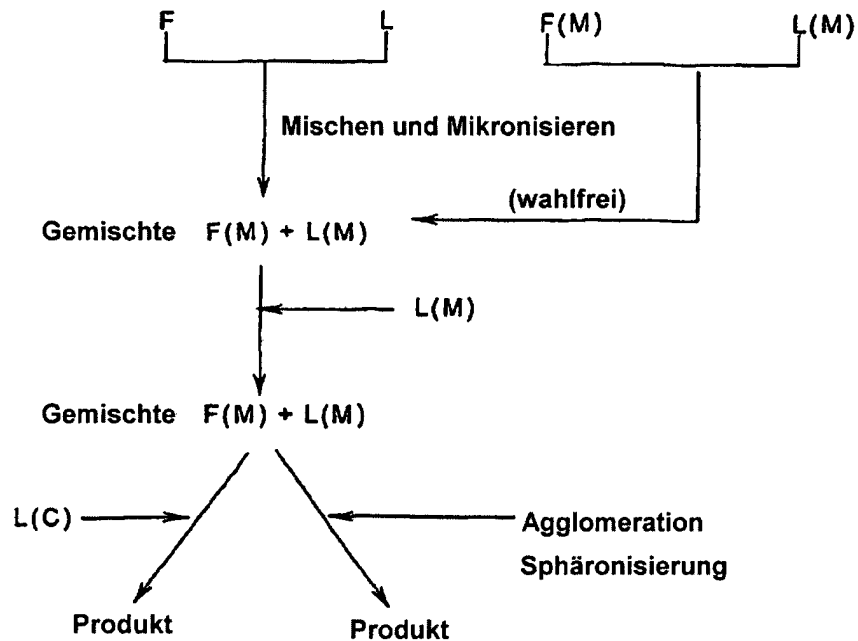 F L F(M) L(M)
Mischen und Mikronisieren
(wahlfrei)
Gemischte F(M) + L(M)
L(M)
Gemischte F(M) + L(M)
L(C)
Agglomeration
Sphäronisierung
Produkt
Produkt